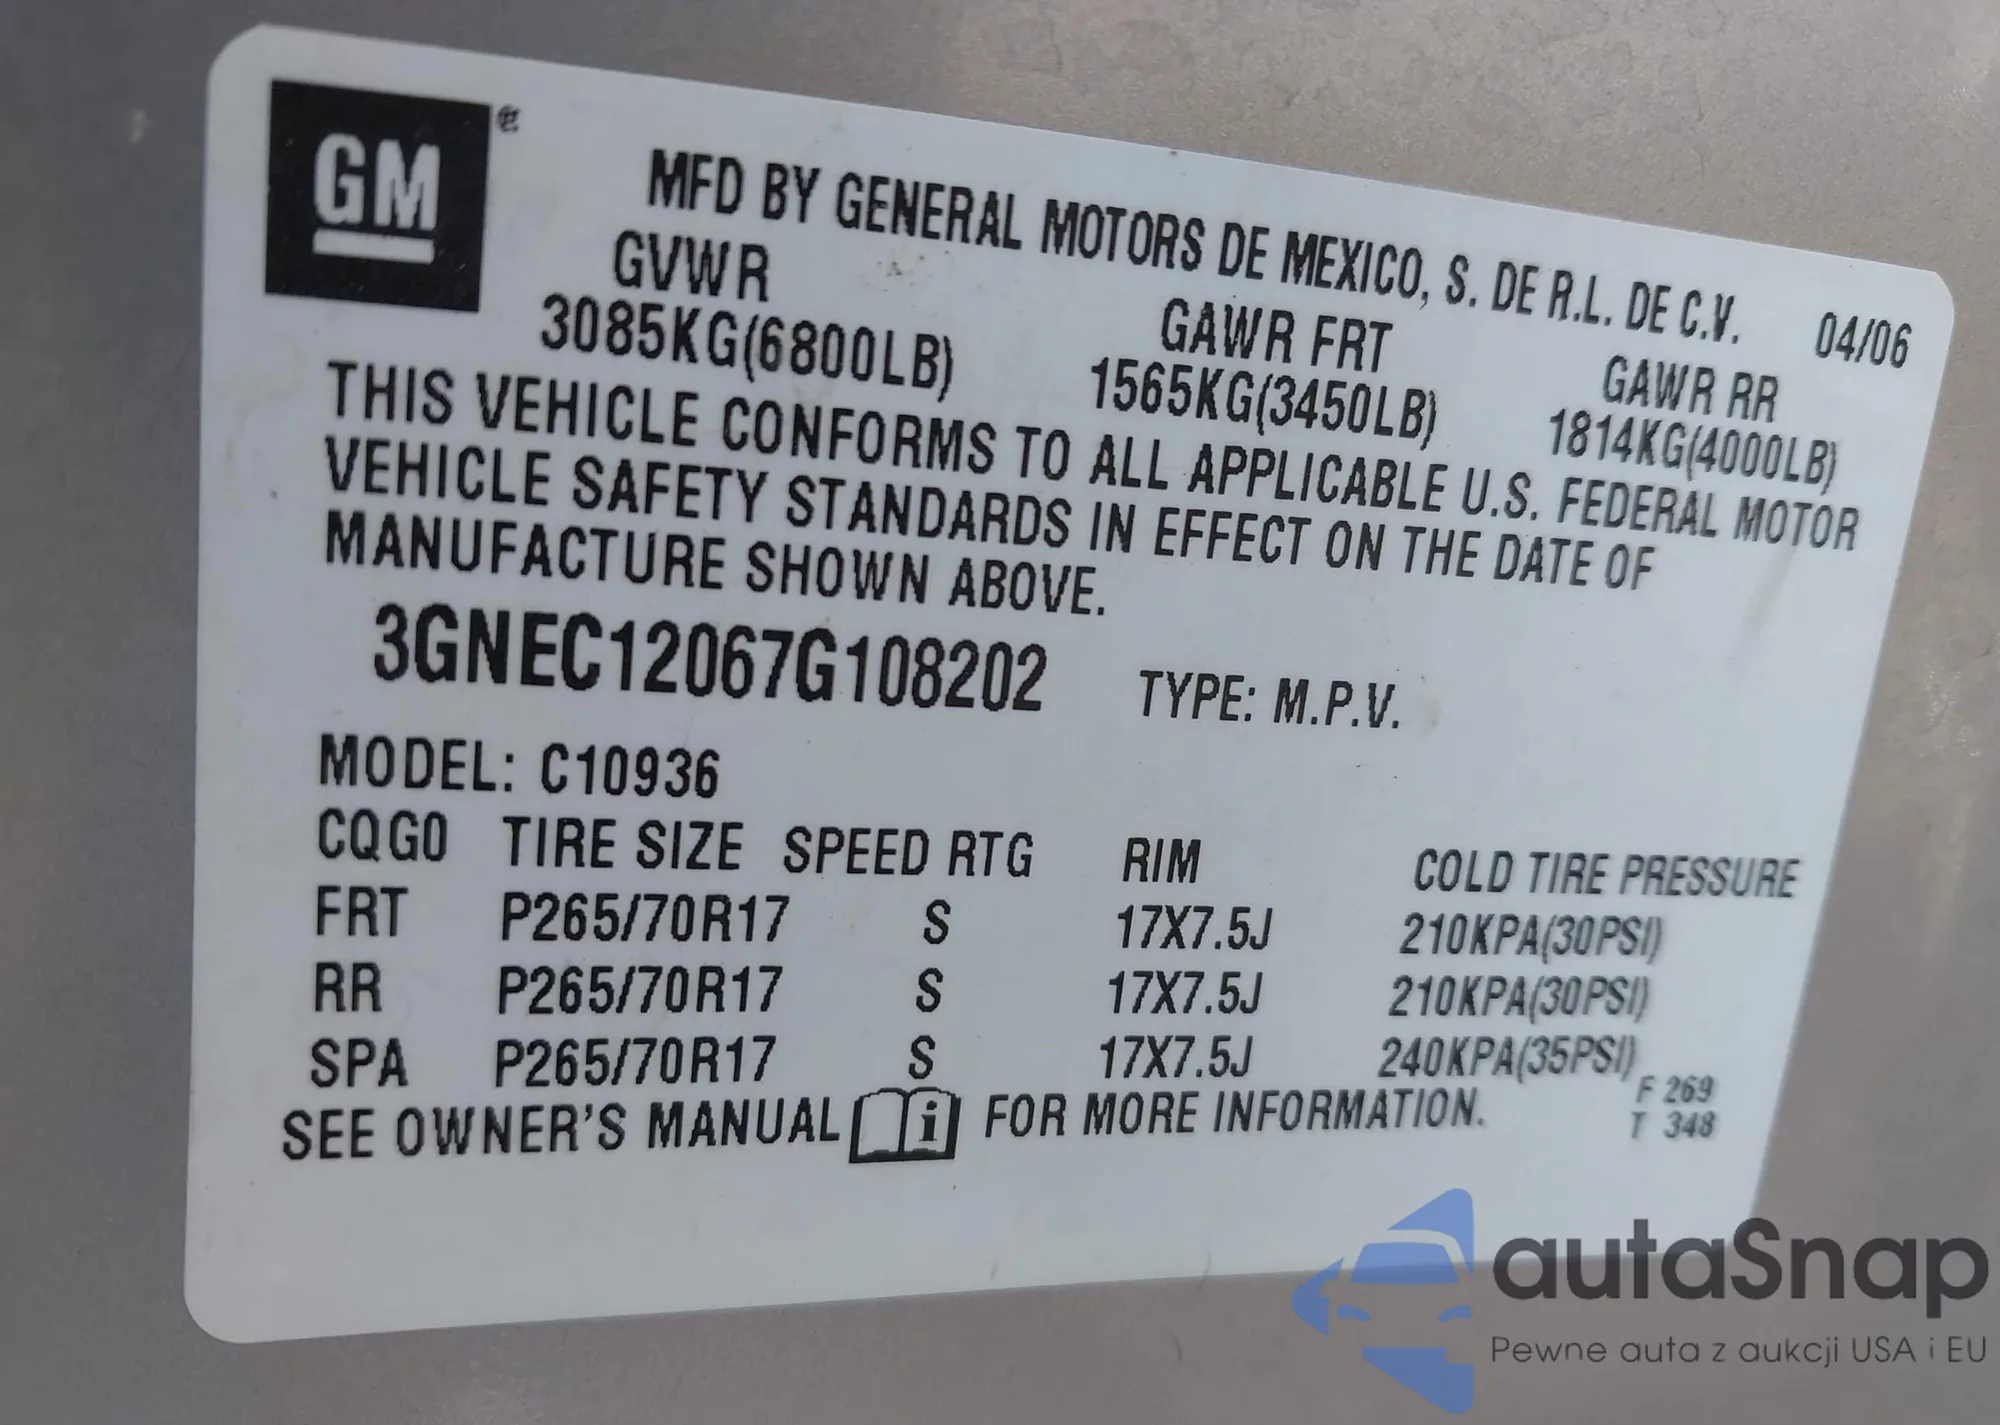 GM
MFD BY GENERAL MOTORS DE MEXICO, S. DE R.L. DE C.V. 04/06
GVWR GAWR FRT GAWR RR
3085KG(6800LB) 1565KG(3450LB) 1814KG(4000LB)
THIS VEHICLE CONFORMS TO ALL APPLICABLE U.S. FEDERAL MOTOR
VEHICLE SAFETY STANDARDS IN EFFECT ON THE DATE OF
MANUFACTURE SHOWN ABOVE.
3GNEC12067G108202 TYPE: M.P.V.
MODEL: C10936
CQG0 TIRE SIZE SPEED RTG RIM COLD TIRE PRESSURE
FRT P265/70R17 S 17X7.5J 210KPA(30PSI)
RR P265/70R17 S 17X7.5J 210KPA(30PSI)
SPA P265/70R17 S 17X7.5J 240KPA(35PSI)
SEE OWNER'S MANUAL i FOR MORE INFORMATION.
F 269
T 348
autaSnap
Pewne auta z aukcji USA i EU